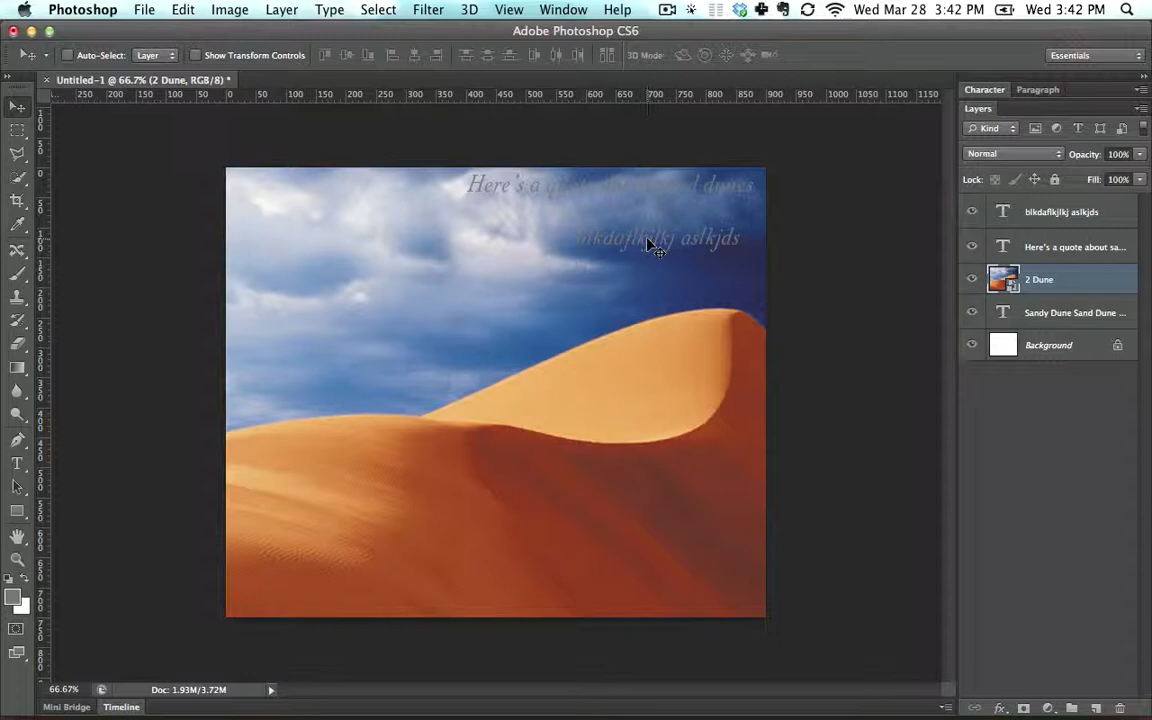 Photoshop File Edit Image Layer Type Select Filter 3D View Window Help Wed Mar 28 3:42 PM Wed 3:42 PM
Adobe Photoshop CS6
Auto-Select: Layer Show Transform Controls 3D Mode: Essentials
Untitled-1 @ 66.7% (2 Dune, RGB/8) *
250 200 150 100 50 0 50 100 150 200 250 300 350 400 450 500 550 600 650 700 750 800 850 900 950 1000 1050 1100 1150
Character Paragraph
Layers
Kind
Normal Opacity: 100%
Lock: Fill: 100%
Here's a quote about sand dunes
blkdaflkjlkj aslkjds
blkdaflkjlkj aslkjds
Here's a quote about sa...
2 Dune
Sandy Dune Sand Dune ...
Background
66.67% Doc: 1.93M/3.72M
Mini Bridge Timeline